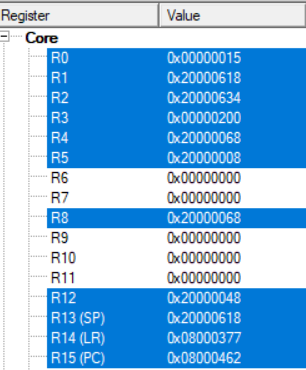 Register Value
Core
R0 0x00000015
R1 0x20000618
R2 0x20000634
R3 0x00000200
R4 0x20000068
R5 0x20000008
R6 0x00000000
R7 0x00000000
R8 0x20000068
R9 0x00000000
R10 0x00000000
R11 0x00000000
R12 0x20000048
R13 (SP) 0x20000618
R14 (LR) 0x08000377
R15 (PC) 0x08000462